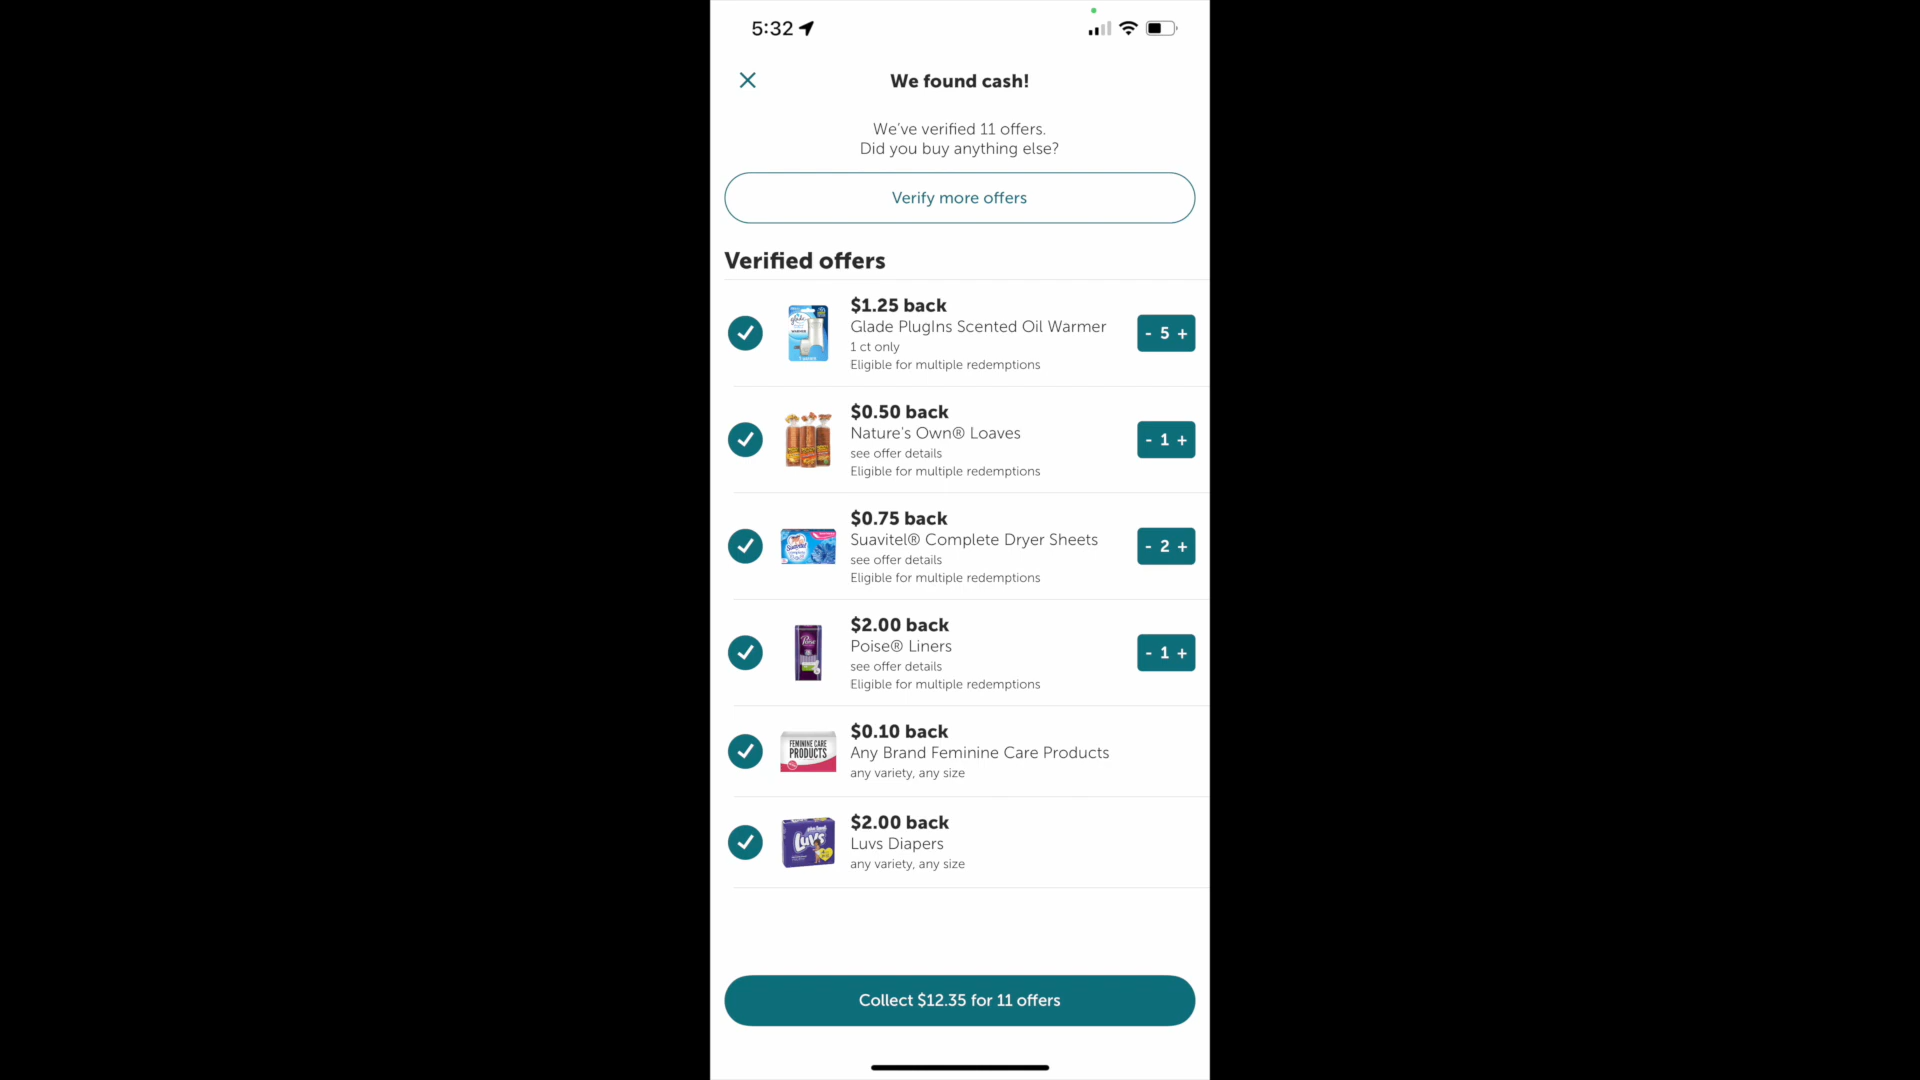 5:32
We found cash!
We've verified 11 offers.
Did you buy anything else?
Verify more offers
Verified offers
$1.25 back
Glade PlugIns Scented Oil Warmer
1 ct only
Eligible for multiple redemptions
- 5 +
glade
$0.50 back
Nature's Own® Loaves
see offer details
Eligible for multiple redemptions
- 1 +
$0.75 back
Suavitel® Complete Dryer Sheets
see offer details
Eligible for multiple redemptions
- 2 +
Suavitel
$2.00 back
Poise® Liners
see offer details
Eligible for multiple redemptions
- 1 +
Poise
$0.10 back
Any Brand Feminine Care Products
any variety, any size
FEMININE CARE
PRODUCTS
$2.00 back
Luvs Diapers
any variety, any size
Luvs
Collect $12.35 for 11 offers